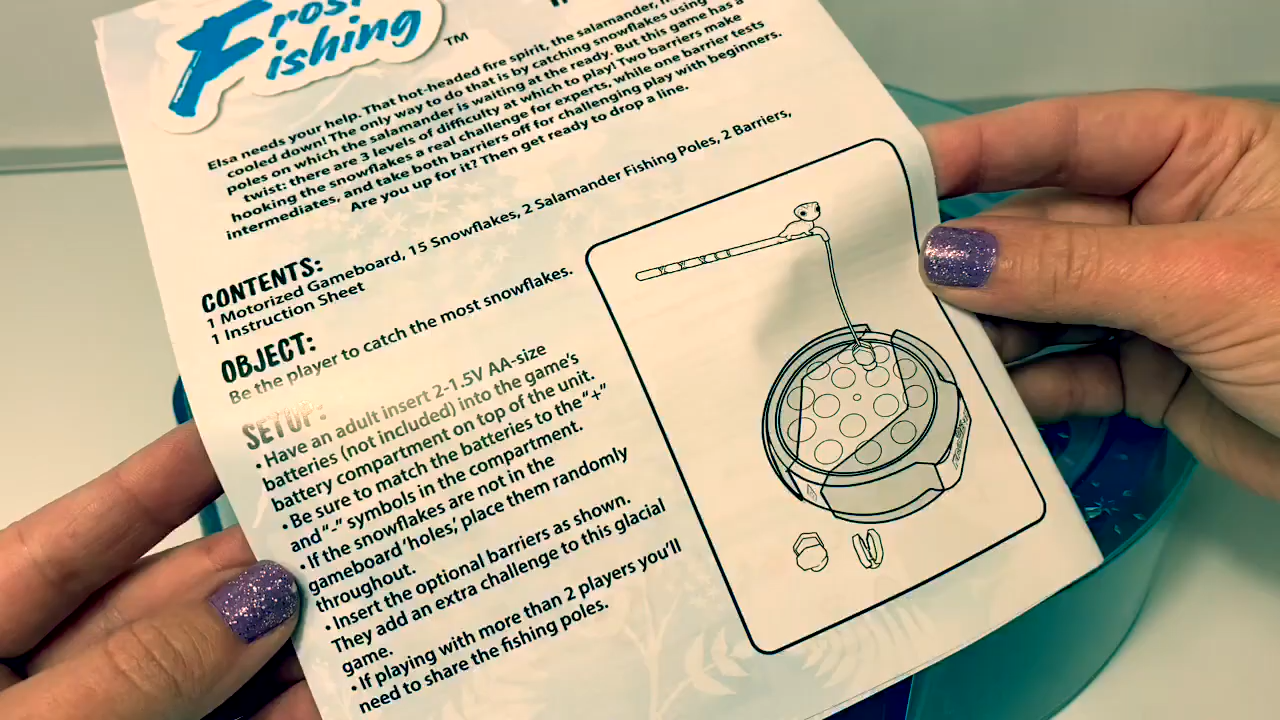 Frost
Fishing™
Elsa needs your help. That hot-headed fire spirit, the salamander,
cooled down! The only way to do that is by catching snowflakes using
poles on which the salamander is waiting at the ready. But this game has a
twist: there are 3 levels of difficulty at which to play! Two barriers make
hooking the snowflakes a real challenge for experts, while one barrier tests
intermediates, and take both barriers off for challenging play with beginners.
Are you up for it? Then get ready to drop a line.
CONTENTS:
1 Motorized Gameboard, 15 Snowflakes, 2 Salamander Fishing Poles, 2 Barriers,
1 Instruction Sheet
OBJECT:
Be the player to catch the most snowflakes.
SETUP:
• Have an adult insert 2-1.5V AA-size
batteries (not included) into the game's
battery compartment on top of the unit.
• Be sure to match the batteries to the "+"
and "-" symbols in the compartment.
• If the snowflakes are not in the
gameboard 'holes,' place them randomly
throughout.
• Insert the optional barriers as shown.
They add an extra challenge to this glacial
game.
• If playing with more than 2 players you'll
need to share the fishing poles.